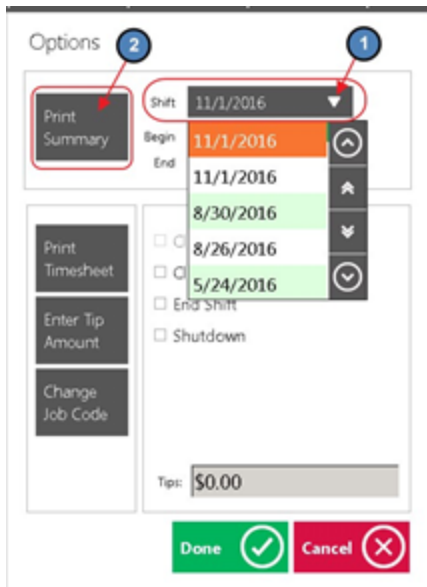 Options
2
1
Print
Summary
Shift 11/1/2016
Begin
End
11/1/2016
11/1/2016
8/30/2016
8/26/2016
5/24/2016
Print
Timesheet
Enter Tip
Amount
Change
Job Code
End Shift
Shutdown
Tips: $0.00
Done
Cancel